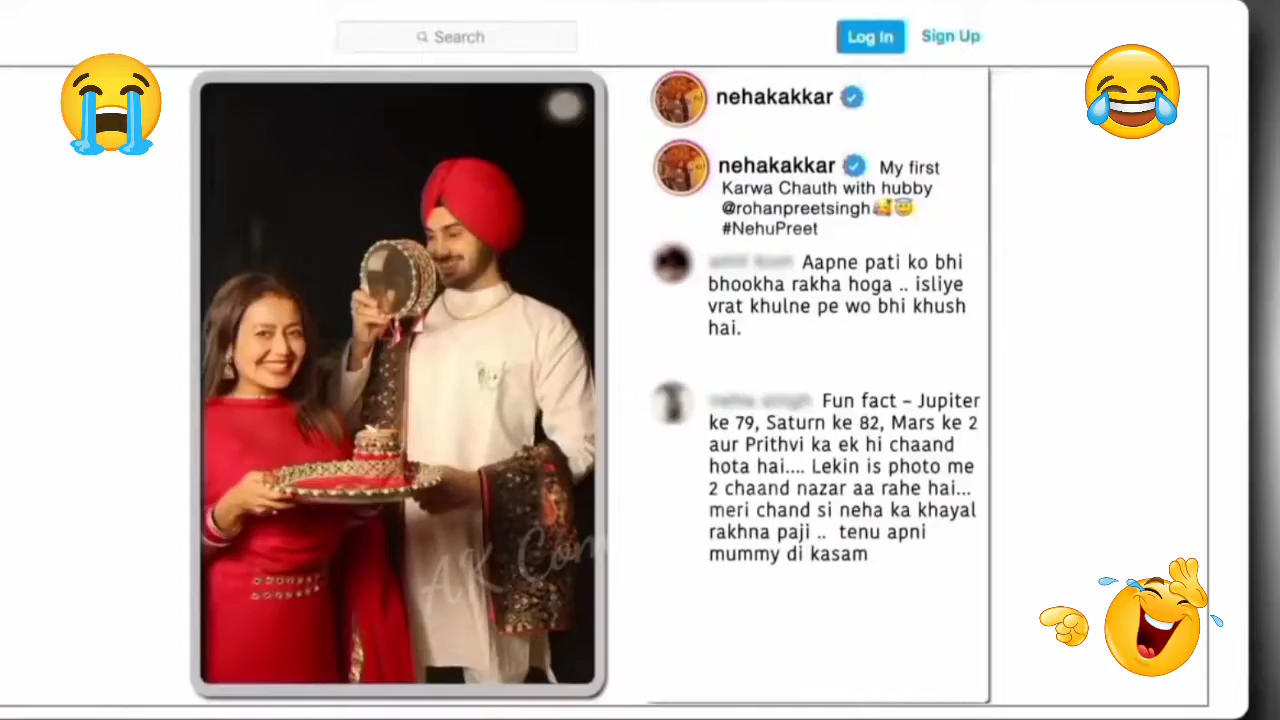 Search
Log In
Sign Up
nehakakkar
nehakakkar My first
Karwa Chauth with hubby
@rohanpreetsingh🥰😇
#NehuPreet
Aapne pati ko bhi
bhookha rakha hoga .. isliye
vrat khulne pe wo bhi khush
hai.
Fun fact – Jupiter
ke 79, Saturn ke 82, Mars ke 2
aur Prithvi ka ek hi chaand
hota hai.... Lekin is photo me
2 chaand nazar aa rahe hai...
meri chand si neha ka khayal
rakhna paji .. tenu apni
mummy di kasam
AK Com